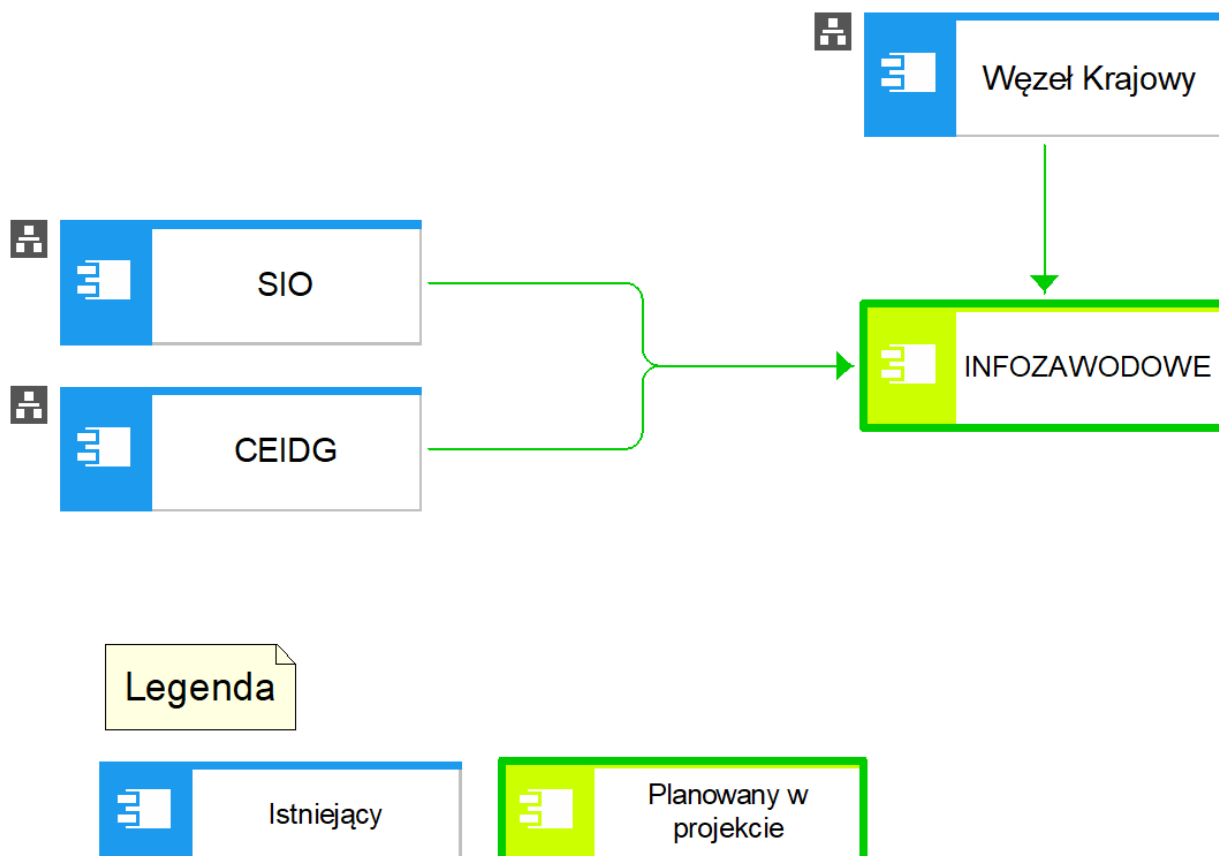 Węzeł Krajowy
SIO
INFOZAWODOWE
CEIDG
Legenda
Istniejący
Planowany w
projekcie